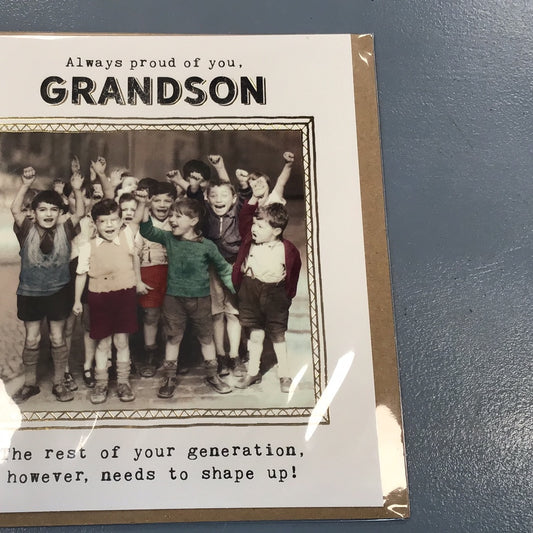 Always proud of you,
GRANDSON
The rest of your generation,
however, needs to shape up!